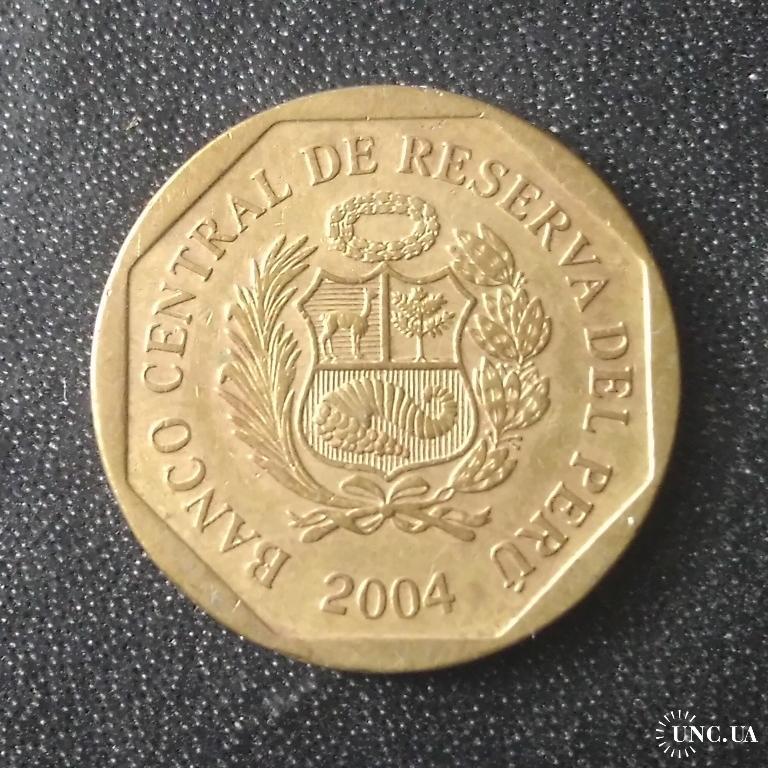 BANCO CENTRAL DE RESERVA DEL PERÚ
2004
UNC.UA